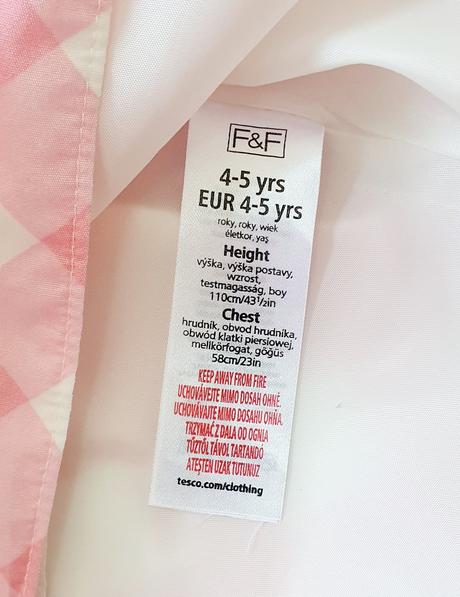 F&F
4-5 yrs
EUR 4-5 yrs
roky, roky, wiek
életkor, yaş
Height
výška, výška postavy,
wzrost,
testmagasság, boy
110cm/43½in
Chest
hrudník, obvod hrudníka,
obwód klatki piersiowej,
mellkörfogat, göğüs
58cm/23in
KEEP AWAY FROM FIRE
UCHOVÁVEJTE MIMO DOSAH OHNĚ.
UCHOVÁVAJTE MIMO DOSAHU OHŇA.
TRZYMAĆ Z DALA OD OGNIA
TŰZTŐL TÁVOL TARTANDÓ
ATEŞTEN UZAK TUTUNUZ
tesco.com/clothing